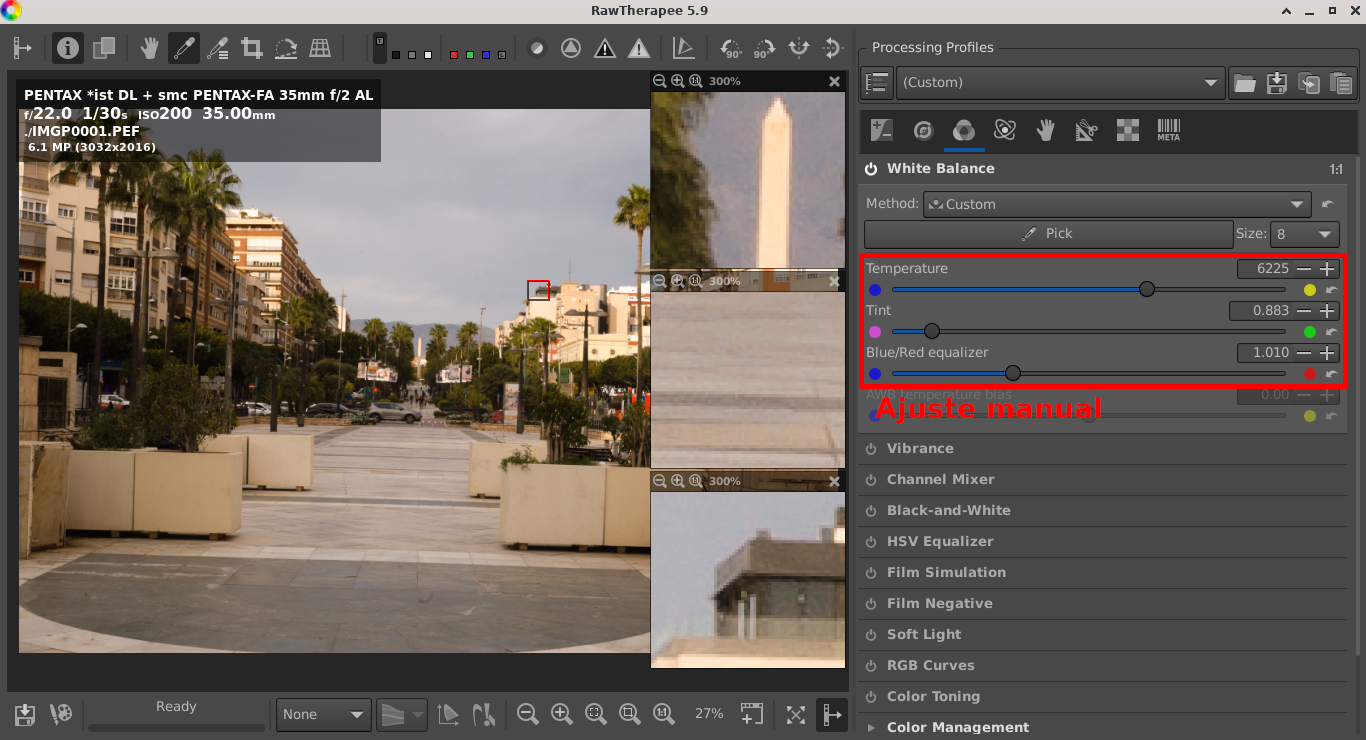 RawTherapee 5.9
PENTAX *ist DL + smc PENTAX-FA 35mm f/2 AL
f/22.0 1/30s ISO200 35.00mm
./IMGP0001.PEF
6.1 MP (3032x2016)
300%
300%
300%
Ready
None
27%
1:1
Processing Profiles
(Custom)
META
White Balance 1:1
Method: Custom
Pick Size: 8
Temperature 6225
Tint 0.883
Blue/Red equalizer 1.010
AWB temperature bias 0.00
Ajuste manual
Vibrance
Channel Mixer
Black-and-White
HSV Equalizer
Film Simulation
Film Negative
Soft Light
RGB Curves
Color Toning
Color Management